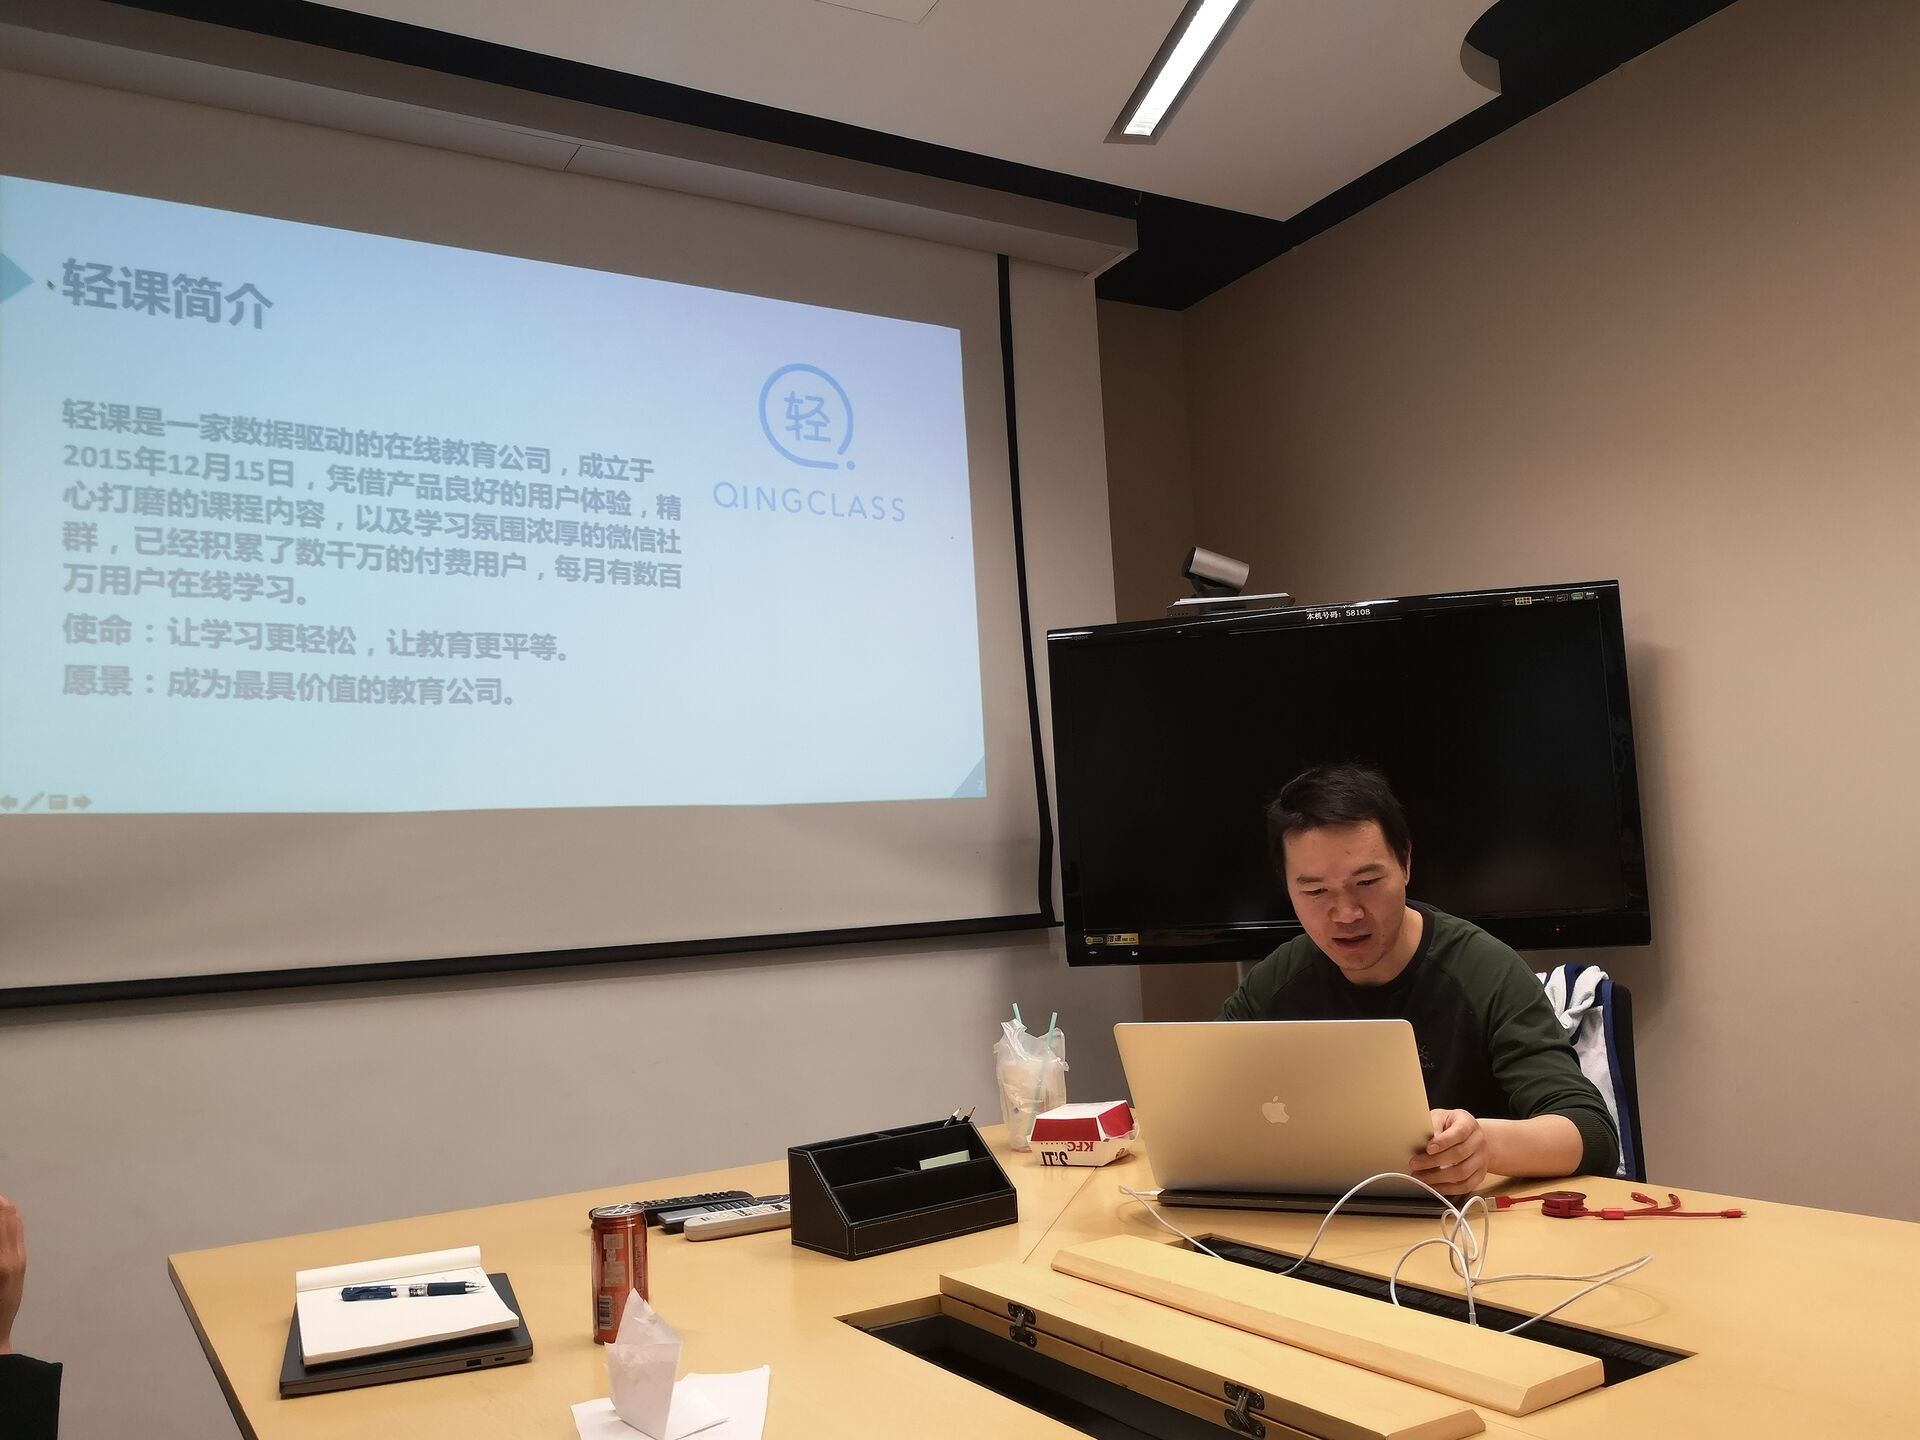 轻课简介
轻课是一家数据驱动的在线教育公司，成立于
2015年12月15日，凭借产品良好的用户体验，精
心打磨的课程内容，以及学习氛围浓厚的微信社
群，已经积累了数千万的付费用户，每月有数百
万用户在线学习。
使命：让学习更轻松，让教育更平等。
愿景：成为最具价值的教育公司。
轻
QINGCLASS
2
本机号码：58108
KFC